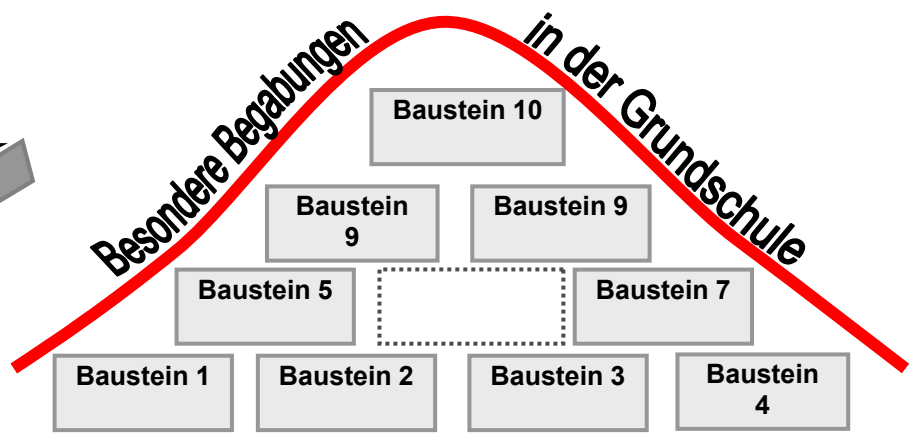 Besondere Begabungen
in der Grundschule
Baustein 10
Baustein
9
Baustein 9
Baustein 5
Baustein 7
Baustein 1
Baustein 2
Baustein 3
Baustein
4